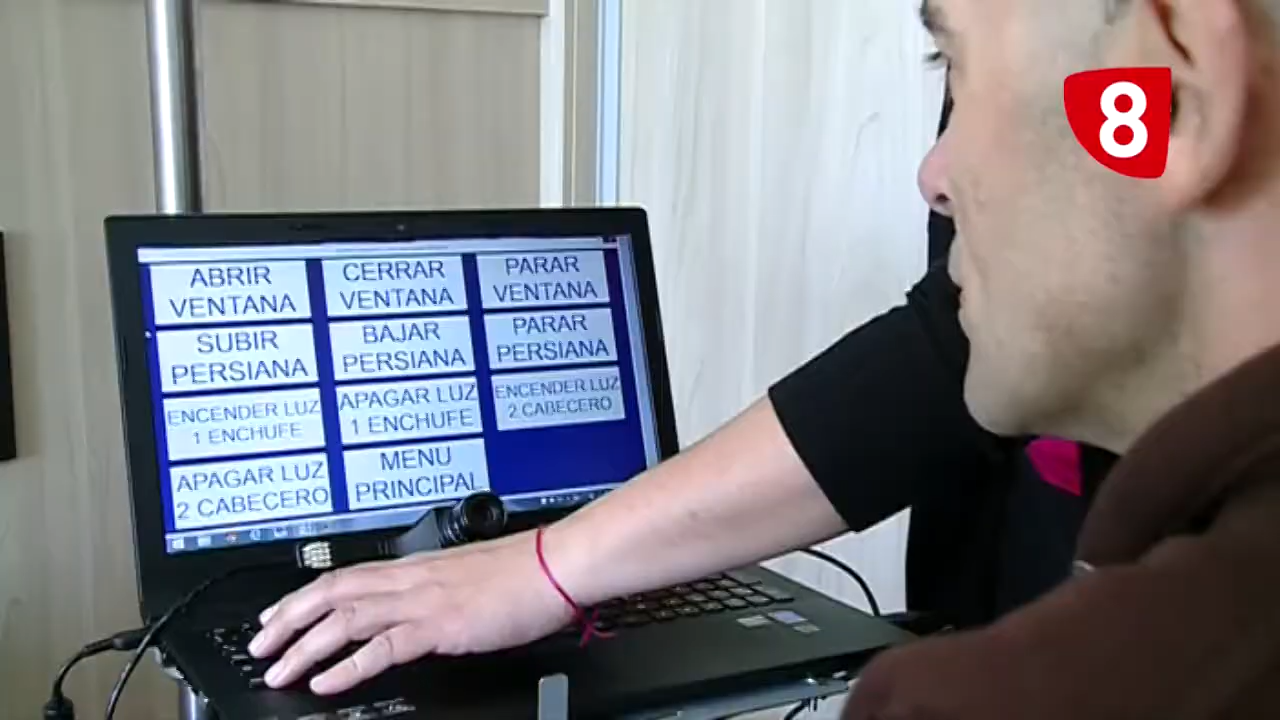 8
ABRIR
VENTANA
CERRAR
VENTANA
PARAR
VENTANA
SUBIR
PERSIANA
BAJAR
PERSIANA
PARAR
PERSIANA
ENCENDER LUZ
1 ENCHUFE
APAGAR LUZ
1 ENCHUFE
ENCENDER LUZ
2 CABECERO
APAGAR LUZ
2 CABECERO
MENU
PRINCIPAL